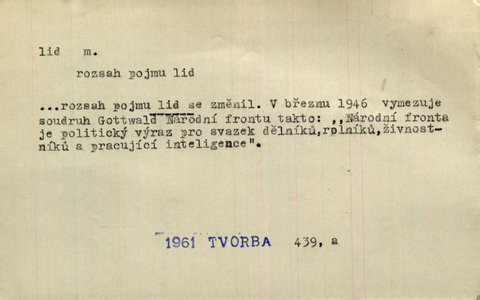 lid m.
rozsah pojmu lid
...rozsah pojmu lid se změnil. V březnu 1946 vymezuje
soudruh Gottwald Národní frontu takto: ,,Národní fronta
je politický výraz pro svazek dělníků,rolníků,živnost-
níků a pracující inteligence".
1961 TVORBA 439, a